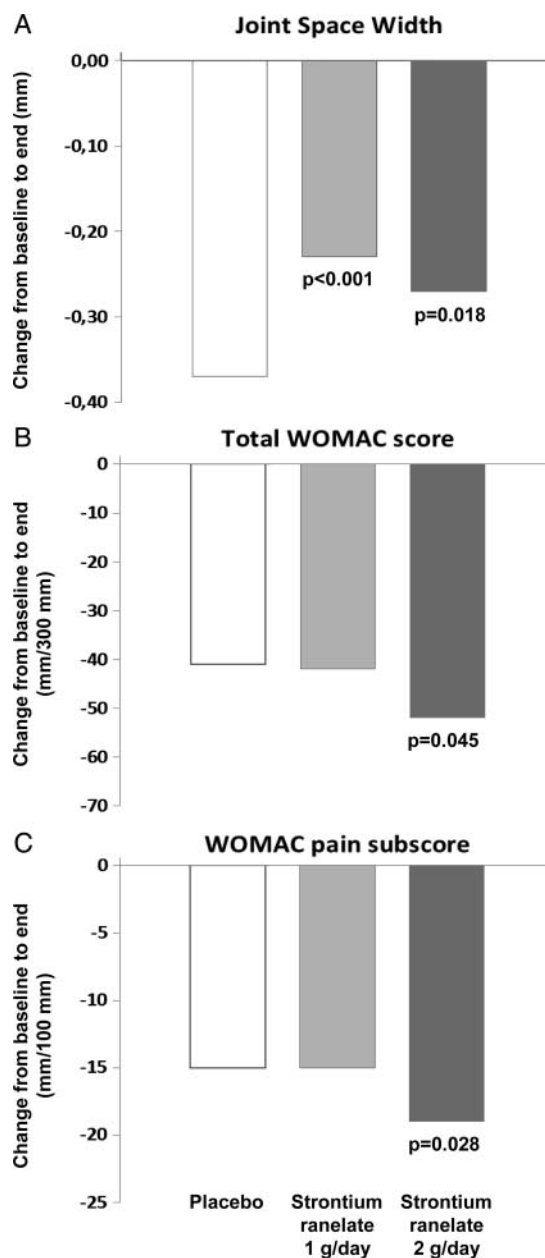 A
Joint Space Width
Change from baseline to end (mm)
0,00
-0,10
-0,20
-0,30
-0,40
p<0.001
p=0.018
B
Total WOMAC score
Change from baseline to end
(mm/300 mm)
0
-10
-20
-30
-40
-50
-60
-70
p=0.045
C
WOMAC pain subscore
Change from baseline to end
(mm/100 mm)
0
-5
-10
-15
-20
-25
p=0.028
Placebo
Strontium
ranelate
1 g/day
Strontium
ranelate
2 g/day